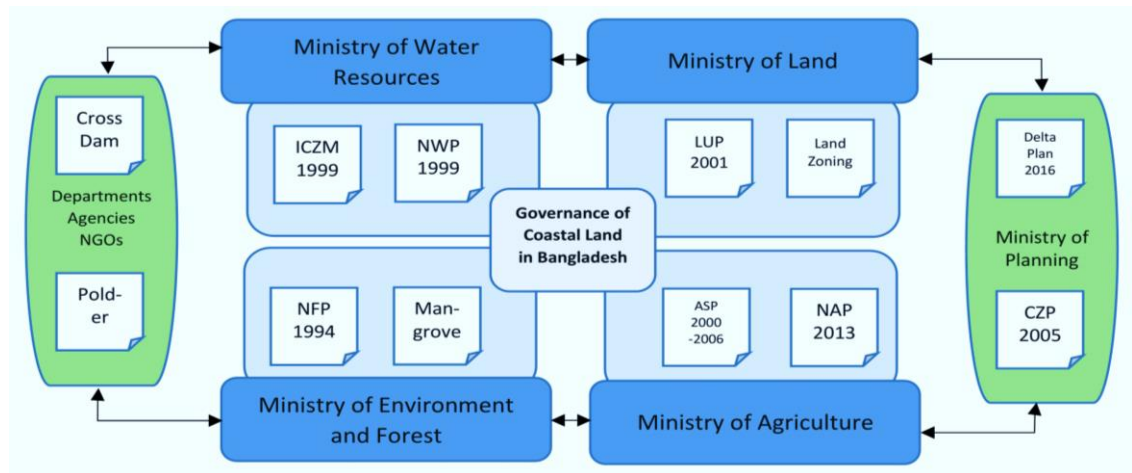 Ministry of Water
Resources
Ministry of Land
Cross
Dam
Departments
Agencies
NGOs
Pold-
er
ICZM
1999
NWP
1999
LUP
2001
Land
Zoning
Governance of
Coastal Land
in Bangladesh
NFP
1994
Man-
grove
ASP
2000
-2006
NAP
2013
Delta
Plan
2016
Ministry of
Planning
CZP
2005
Ministry of Environment
and Forest
Ministry of Agriculture